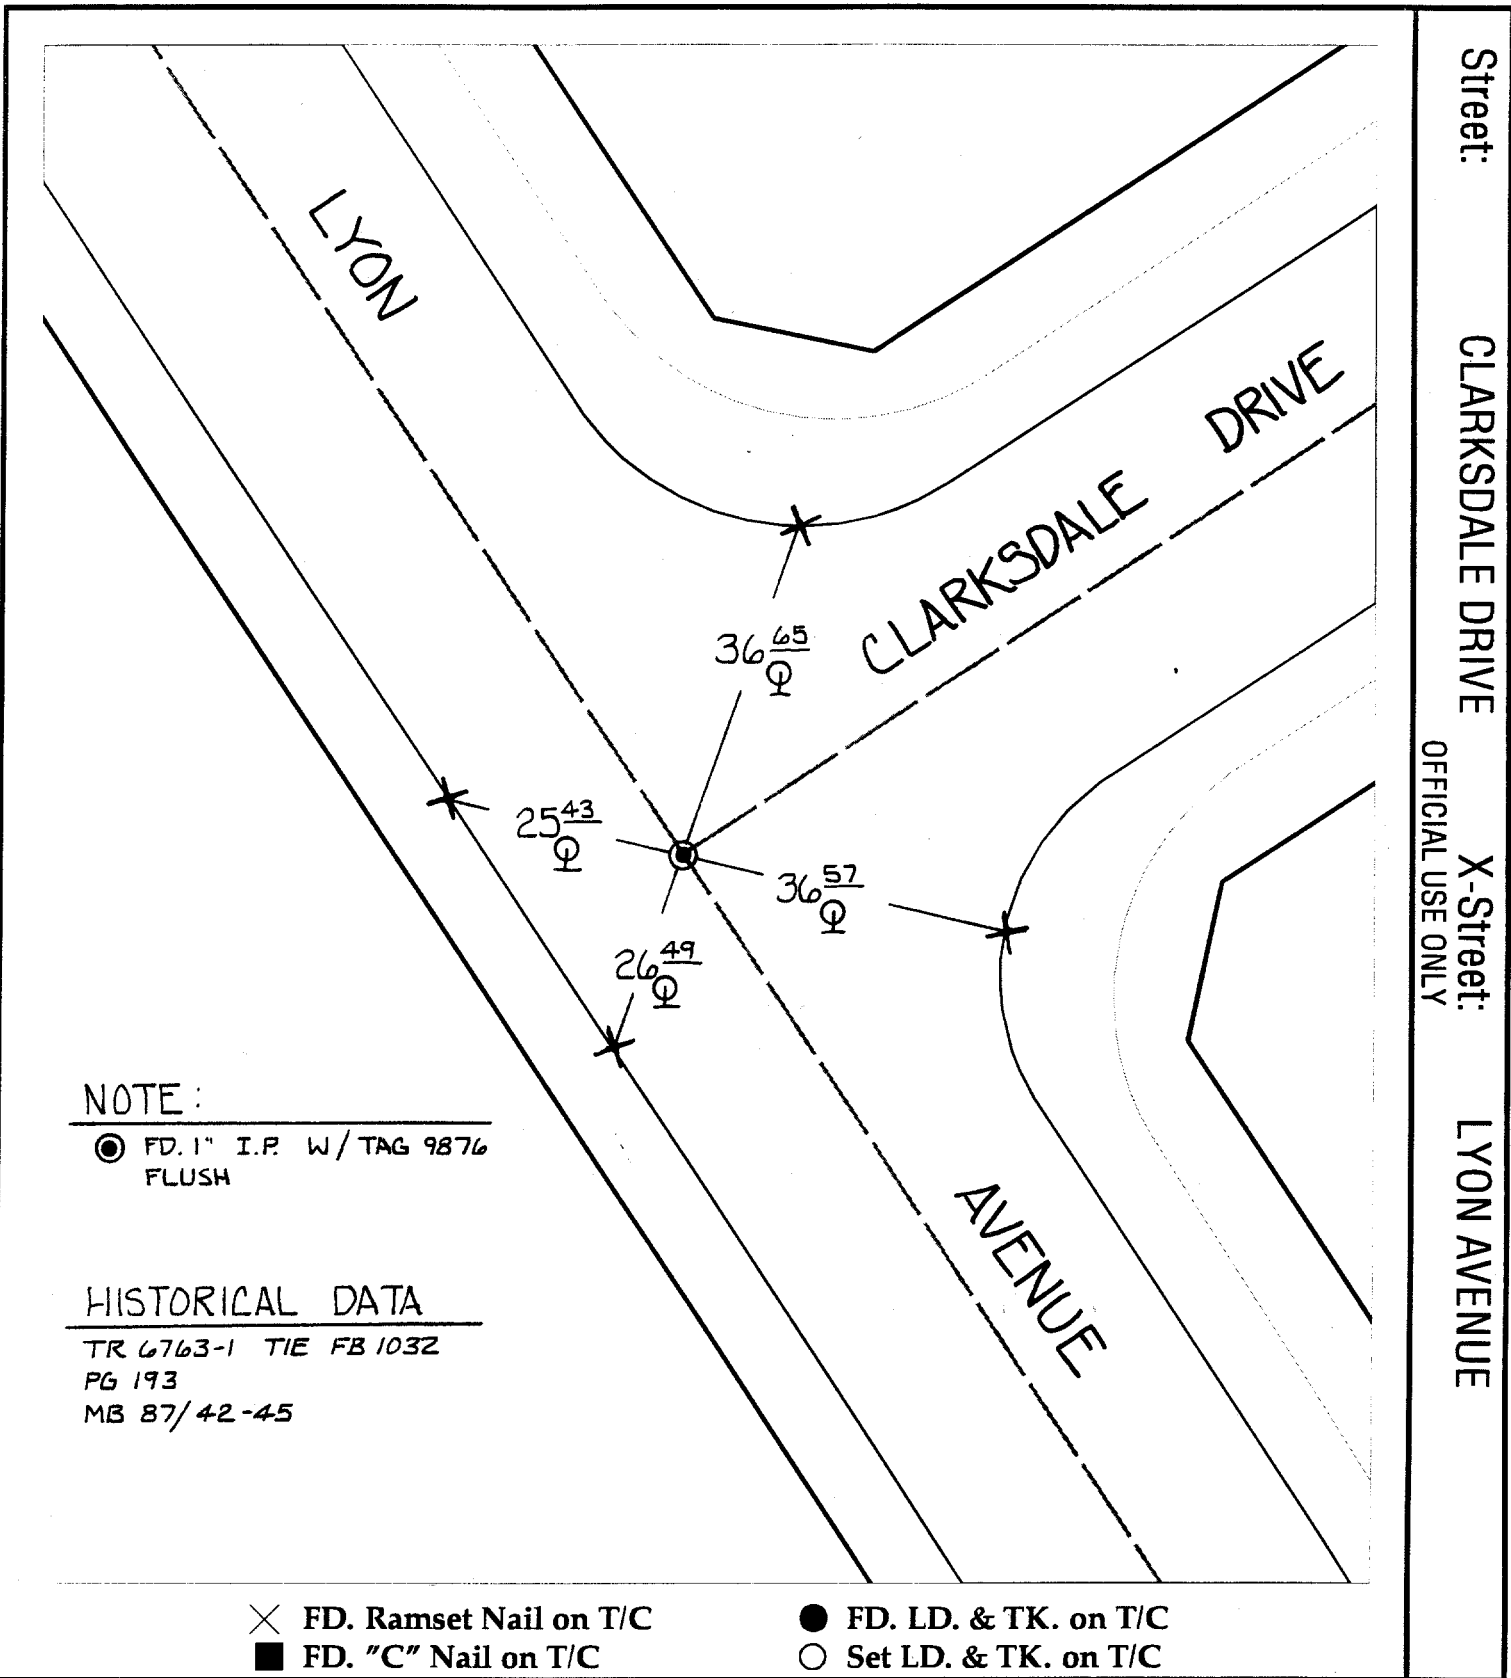 LYON
CLARKSDALE DRIVE
36 65
25 43
36 57
26 49
AVENUE
NOTE:
FD. 1" I.P. W/ TAG 9876
FLUSH
HISTORICAL DATA
TR 6763-1 TIE FB 1032
PG 193
MB 87/42-45
FD. Ramset Nail on T/C
FD. LD. & TK. on T/C
FD. "C" Nail on T/C
Set LD. & TK. on T/C
Street: CLARKSDALE DRIVE X-Street: LYON AVENUE
OFFICIAL USE ONLY